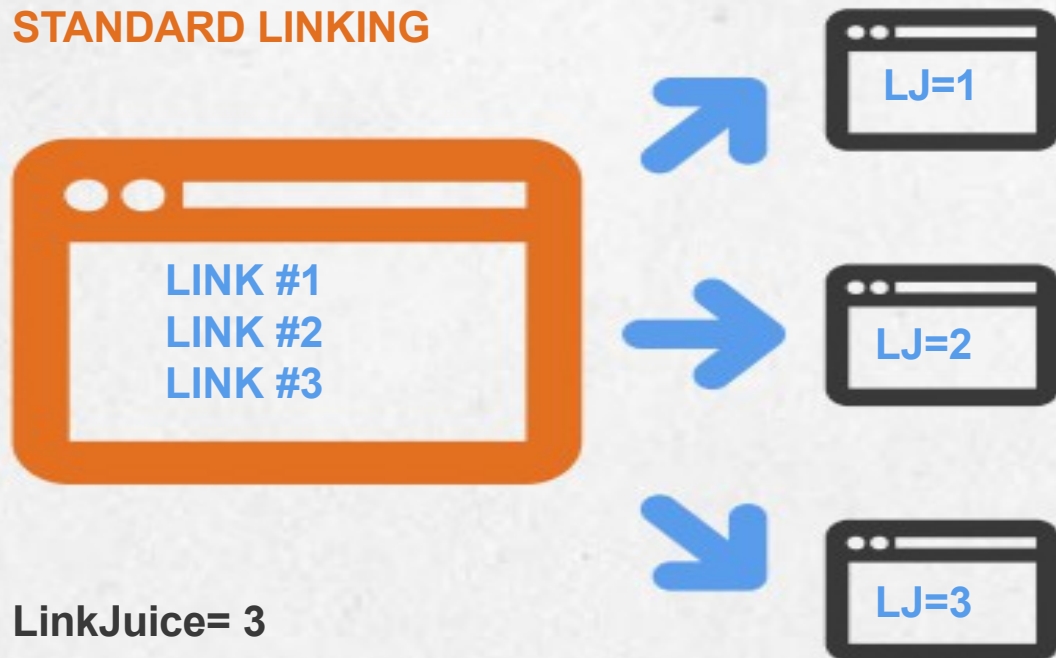 STANDARD LINKING
LINK #1
LINK #2
LINK #3
LJ=1
LJ=2
LJ=3
LinkJuice= 3